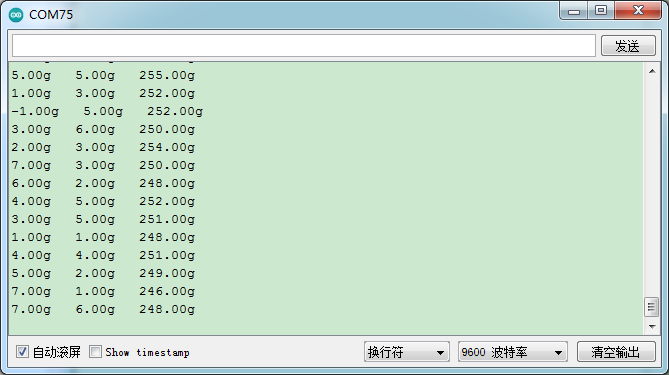 COM75
发送
5.00g 5.00g 255.00g
1.00g 3.00g 252.00g
-1.00g 5.00g 252.00g
3.00g 6.00g 250.00g
2.00g 3.00g 254.00g
7.00g 3.00g 250.00g
6.00g 2.00g 248.00g
4.00g 5.00g 252.00g
3.00g 5.00g 251.00g
1.00g 1.00g 248.00g
4.00g 4.00g 251.00g
5.00g 2.00g 249.00g
7.00g 1.00g 246.00g
7.00g 6.00g 248.00g
自动滚屏 Show timestamp 换行符 9600 波特率 清空输出